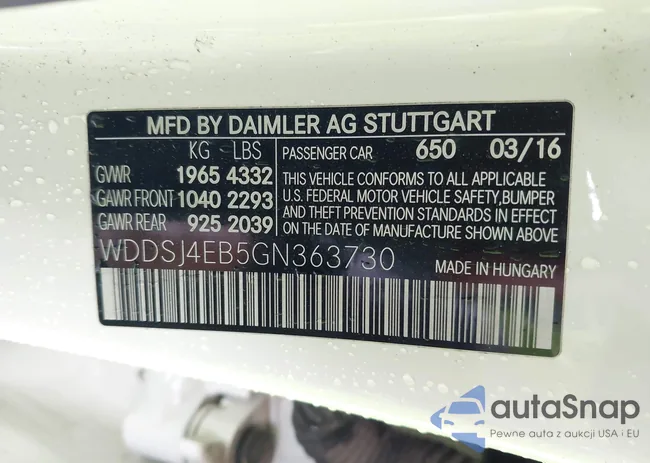 MFD BY DAIMLER AG STUTTGART
KG LBS
GVWR 1965 4332
GAWR FRONT 1040 2293
GAWR REAR 925 2039
PASSENGER CAR 650 03/16
THIS VEHICLE CONFORMS TO ALL APPLICABLE
U.S. FEDERAL MOTOR VEHICLE SAFETY,BUMPER
AND THEFT PREVENTION STANDARDS IN EFFECT
ON THE DATE OF MANUFACTURE SHOWN ABOVE.
WDDSJ4EB5GN363730 MADE IN HUNGARY
autaSnap
Pewne auta z aukcji USA i EU